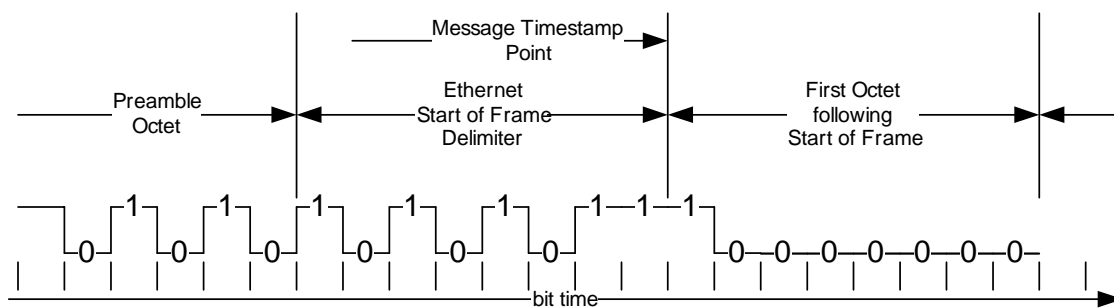 Message Timestamp
Point
Preamble
Octet
Ethernet
Start of Frame
Delimiter
First Octet
following
Start of Frame
0 1 0 1 0 1 0 1 0 1 0 1 1 1 0 0 0 0 0 0 0
bit time